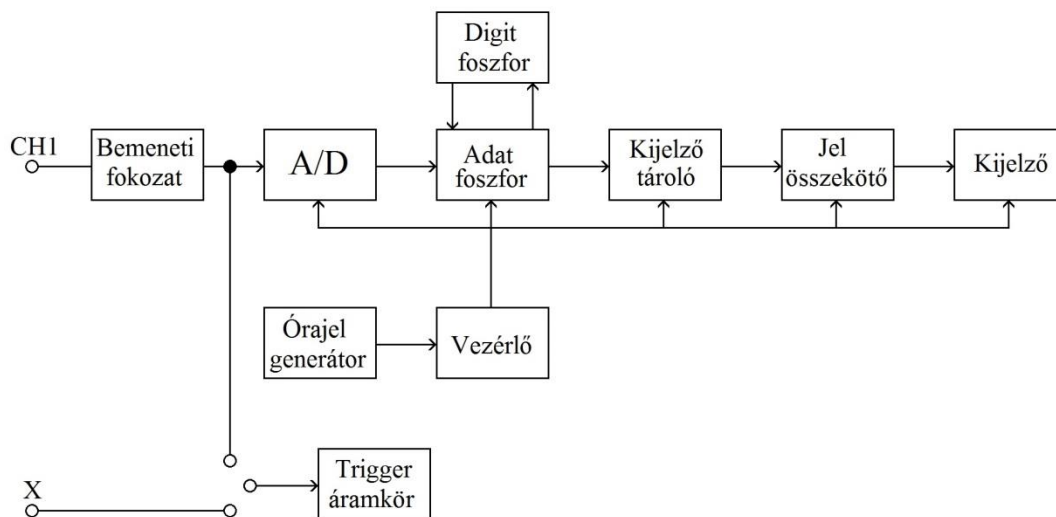 Digit
foszfor
CH1
Bemeneti
fokozat
A/D
Adat
foszfor
Kijelző
tároló
Jel
összekötő
Kijelző
Órajel
generátor
Vezérlő
X
Trigger
áramkör